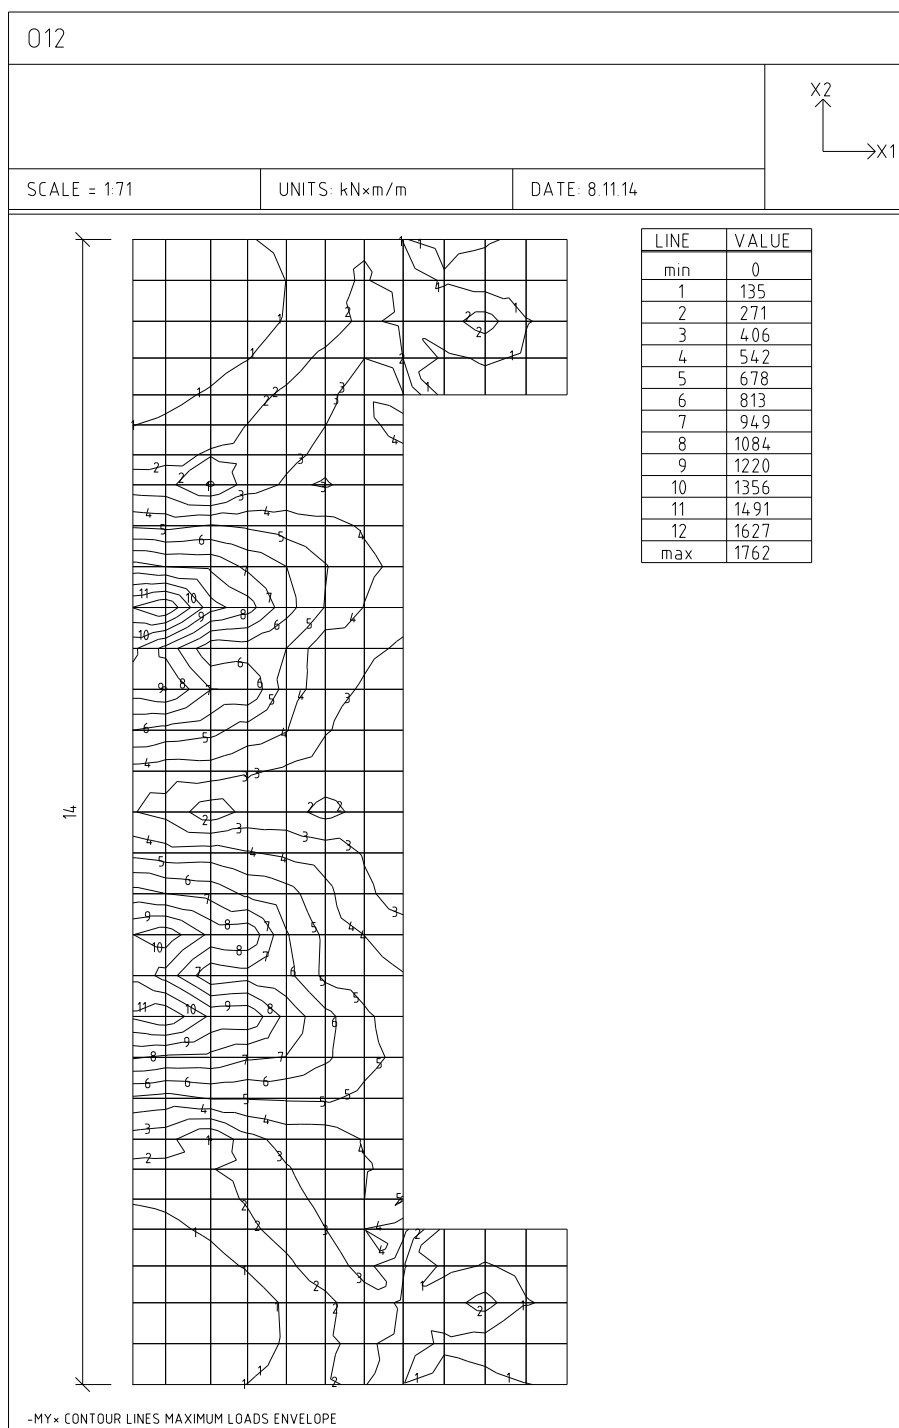 O12
X2
X1
SCALE = 1:71
UNITS: kN×m/m
DATE: 8.11.14
LINE VALUE
min 0
1 135
2 271
3 406
4 542
5 678
6 813
7 949
8 1084
9 1220
10 1356
11 1491
12 1627
max 1762
14
-MY× CONTOUR LINES MAXIMUM LOADS ENVELOPE